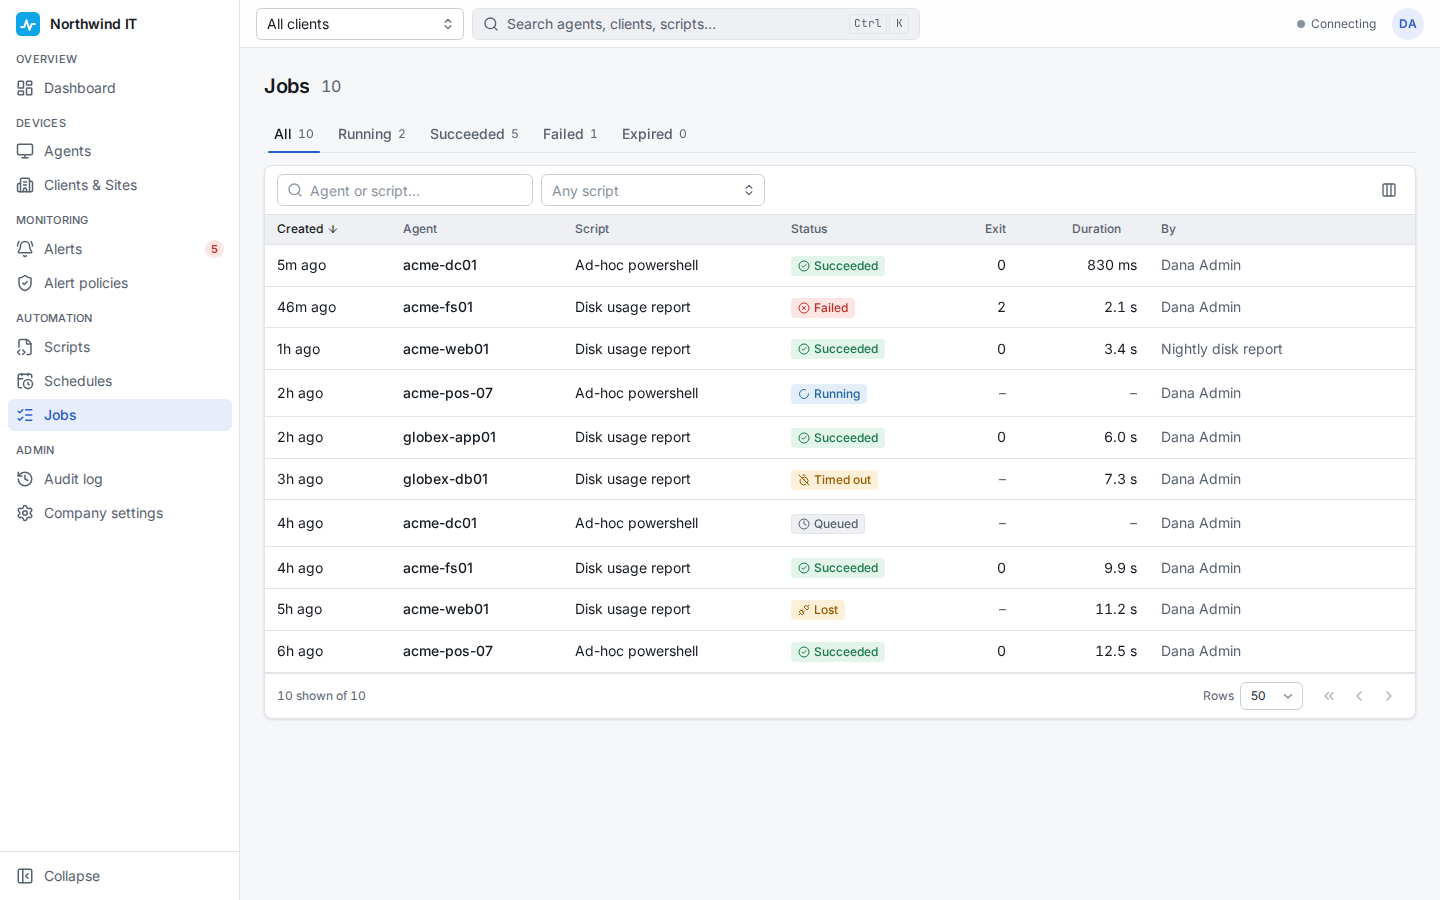 Northwind IT
OVERVIEW
Dashboard
DEVICES
Agents
Clients & Sites
MONITORING
Alerts 5
Alert policies
AUTOMATION
Scripts
Schedules
Jobs
ADMIN
Audit log
Company settings
Collapse
All clients
Search agents, clients, scripts... Ctrl K
Connecting DA
Jobs 10
All 10 Running 2 Succeeded 5 Failed 1 Expired 0
Agent or script... Any script
Created Agent Script Status Exit Duration By
5m ago acme-dc01 Ad-hoc powershell Succeeded 0 830 ms Dana Admin
46m ago acme-fs01 Disk usage report Failed 2 2.1 s Dana Admin
1h ago acme-web01 Disk usage report Succeeded 0 3.4 s Nightly disk report
2h ago acme-pos-07 Ad-hoc powershell Running – – Dana Admin
2h ago globex-app01 Disk usage report Succeeded 0 6.0 s Dana Admin
3h ago globex-db01 Disk usage report Timed out – 7.3 s Dana Admin
4h ago acme-dc01 Ad-hoc powershell Queued – – Dana Admin
4h ago acme-fs01 Disk usage report Succeeded 0 9.9 s Dana Admin
5h ago acme-web01 Disk usage report Lost – 11.2 s Dana Admin
6h ago acme-pos-07 Ad-hoc powershell Succeeded 0 12.5 s Dana Admin
10 shown of 10 Rows 50